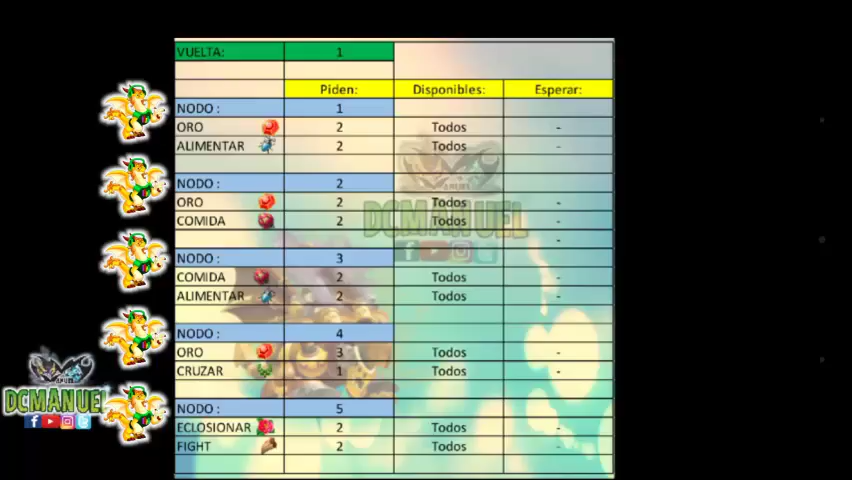 VUELTA: 1
Piden: Disponibles: Esperar:
NODO : 1
ORO 2 Todos -
ALIMENTAR 2 Todos -
NODO : 2
ORO 2 Todos -
COMIDA 2 Todos -
-
NODO : 3
COMIDA 2 Todos -
ALIMENTAR 2 Todos -
NODO : 4
ORO 3 Todos -
CRUZAR 1 Todos -
NODO : 5
ECLOSIONAR 2 Todos -
FIGHT 2 Todos -
DCMANUEL
DCMANUEL